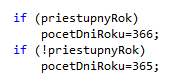 if (priestupnyRok)
    pocetDniRoku=366;
if (!priestupnyRok)
    pocetDniRoku=365;